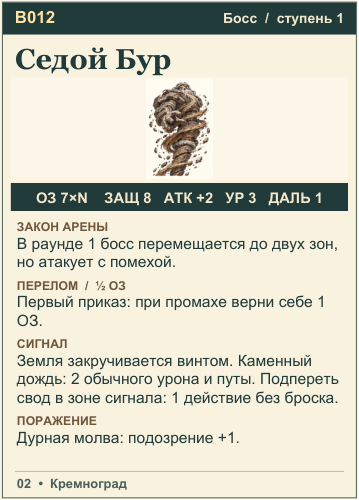 B012
Босс / ступень 1
Седой Бур
ОЗ 7×N ЗАЩ 8 АТК +2 УР 3 ДАЛЬ 1
ЗАКОН АРЕНЫ
В раунде 1 босс перемещается до двух зон,
но атакует с помехой.
ПЕРЕЛОМ / ½ ОЗ
Первый приказ: при промахе верни себе 1
ОЗ.
СИГНАЛ
Земля закручивается винтом. Каменный
дождь: 2 обычного урона и путы. Подпереть
свод в зоне сигнала: 1 действие без броска.
ПОРАЖЕНИЕ
Дурная молва: подозрение +1.
02 • Кремноград